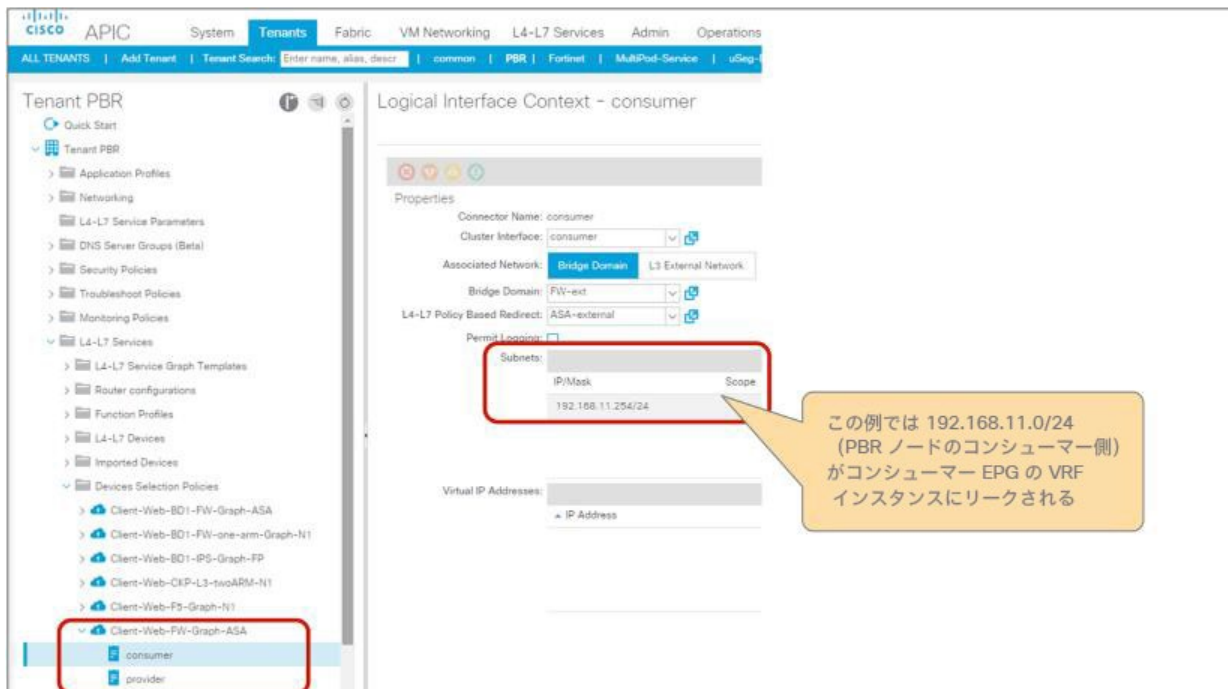 CISCO APIC System Tenants Fabric VM Networking L4-L7 Services Admin Operations
ALL TENANTS | Add Tenant | Tenant Search: Enter name, alias, descr | common | PBR | Fortinet | MultiPod-Service | uSeg-
Tenant PBR
Quick Start
Tenant PBR
Application Profiles
Networking
L4-L7 Service Parameters
DNS Server Groups (Beta)
Security Policies
Troubleshoot Policies
Monitoring Policies
L4-L7 Services
L4-L7 Service Graph Templates
Router configurations
Function Profiles
L4-L7 Devices
Imported Devices
Devices Selection Policies
Client-Web-BD1-FW-Graph-ASA
Client-Web-BD1-FW-one-arm-Graph-N1
Client-Web-BD1-IPS-Graph-FP
Client-Web-CKP-L3-twoARM-N1
Client-Web-F5-Graph-N1
Client-Web-FW-Graph-ASA
consumer
provider
Logical Interface Context - consumer
Properties
Connector Name: consumer
Cluster Interface: consumer
Associated Network: Bridge Domain L3 External Network
Bridge Domain: FW-ext
L4-L7 Policy Based Redirect: ASA-external
Permit Logging:
Subnets:
IP/Mask Scope
192.168.11.254/24
Virtual IP Addresses:
IP Address
この例では 192.168.11.0/24
（PBR ノードのコンシューマー側）
がコンシューマー EPG の VRF
インスタンスにリークされる